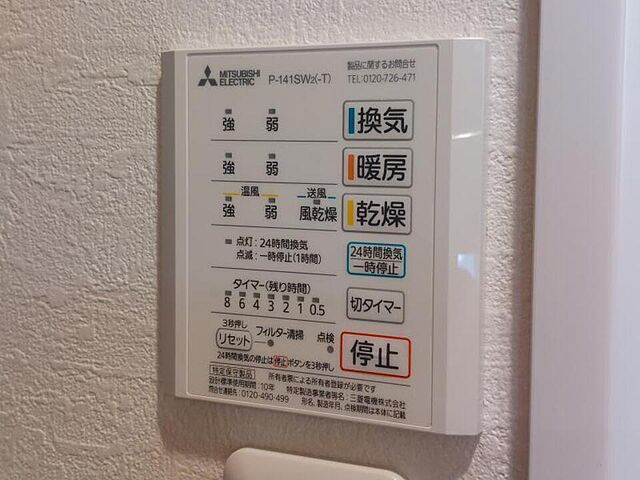 MITSUBISHI ELECTRIC P-141SW2(-T) 製品に関するお問合せ
TEL:0120-726-471
強 弱 換気
強 弱 暖房
温風 送風
強 弱 風乾燥 乾燥
点灯:24時間換気
点滅:一時停止(1時間)
24時間換気
一時停止
タイマー(残り時間)
8 6 4 3 2 1 0.5
切タイマー
3秒押し
リセット フィルター清掃 点検
停止
24時間換気の停止は停止ボタンを3秒押し
特定保守製品 所有者票による所有者登録が必要です
設計標準使用期間:10年 特定製造事業者等名:三菱電機株式会社
問合せ連絡先:0120-490-499 形名、製造年月、点検期間は本体に記載